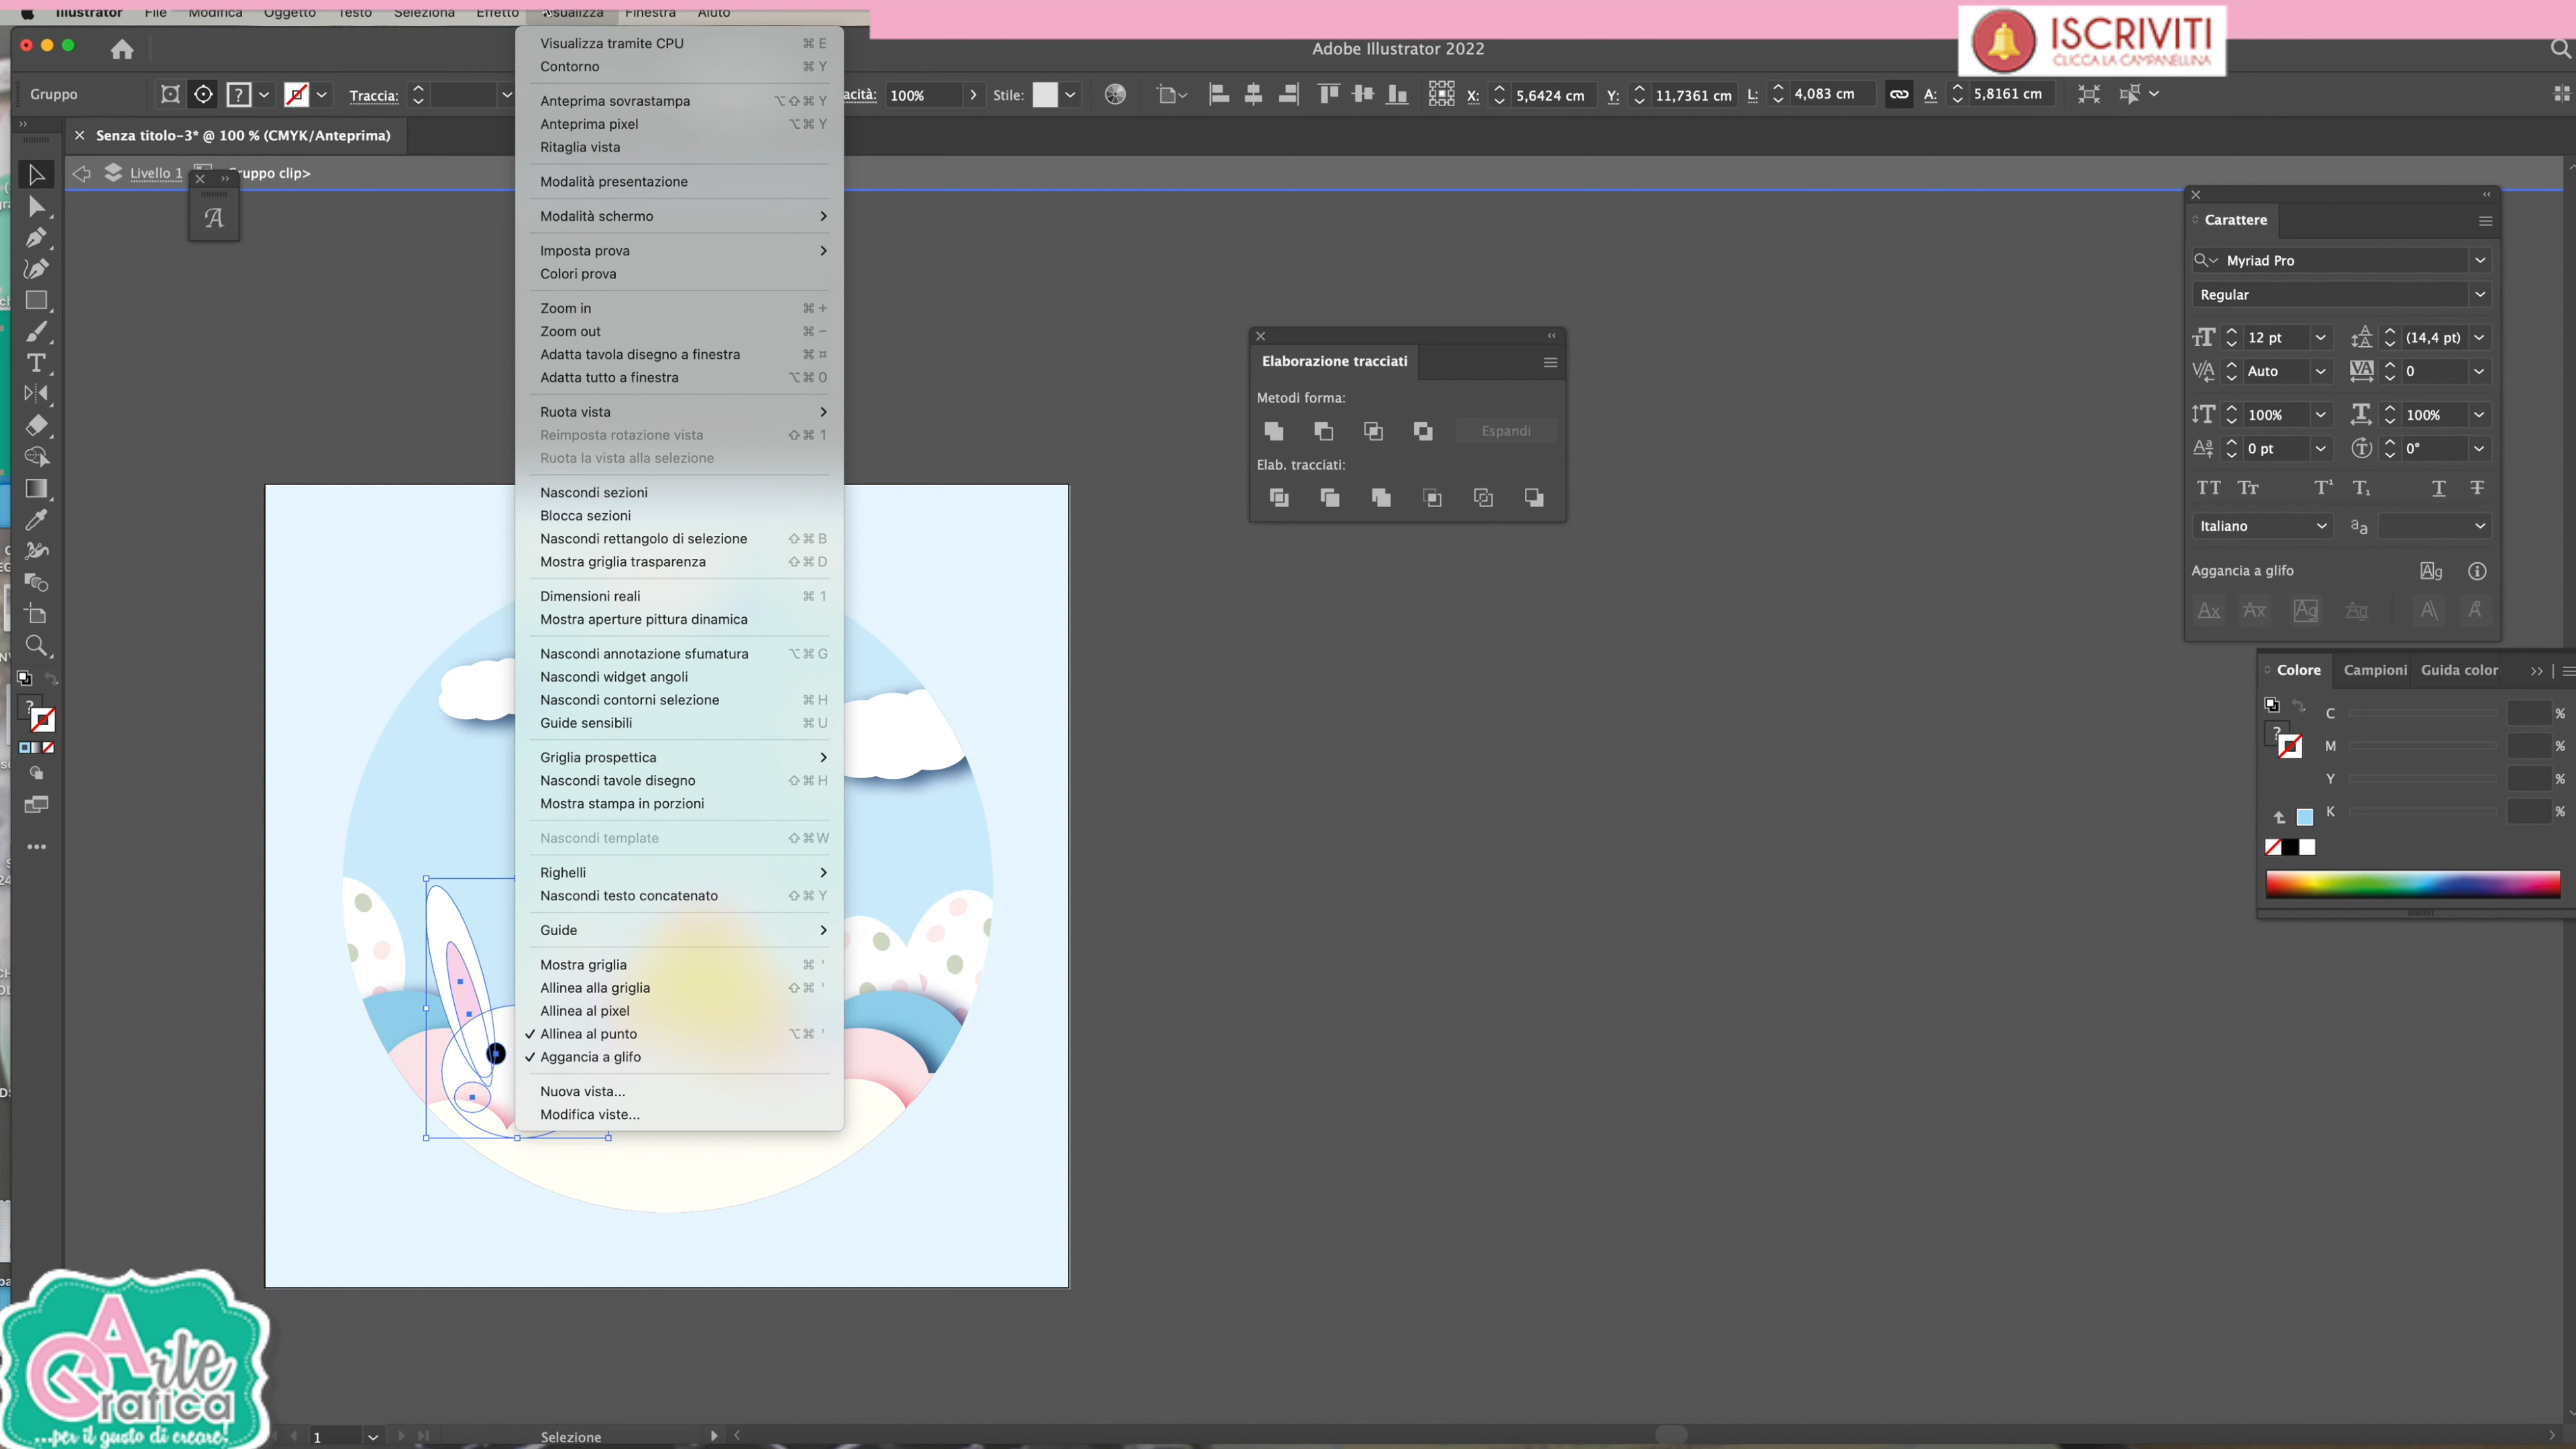 Illustrator File Modifica Oggetto Testo Seleziona Effetto Visualizza Finestra Aiuto
Adobe Illustrator 2022
ISCRIVITI
CLICCA LA CAMPANELLINA
Gruppo
Traccia:
acità: 100%
Stile:
X: 5,6424 cm
Y: 11,7361 cm
L: 4,083 cm
A: 5,8161 cm
Senza titolo-3* @ 100 % (CMYK/Anteprima)
Livello 1
Gruppo clip>
Visualizza tramite CPU ⌘ E
Contorno ⌘ Y
Anteprima sovrastampa ⌥⇧⌘ Y
Anteprima pixel ⌥⌘ Y
Ritaglia vista
Modalità presentazione
Modalità schermo
Imposta prova
Colori prova
Zoom in ⌘ +
Zoom out ⌘ −
Adatta tavola disegno a finestra ⌘ ¤
Adatta tutto a finestra ⌥⌘ 0
Ruota vista
Reimposta rotazione vista ⇧⌘ 1
Ruota la vista alla selezione
Nascondi sezioni
Blocca sezioni
Nascondi rettangolo di selezione ⇧⌘ B
Mostra griglia trasparenza ⇧⌘ D
Dimensioni reali ⌘ 1
Mostra aperture pittura dinamica
Nascondi annotazione sfumatura ⌥⌘ G
Nascondi widget angoli
Nascondi contorni selezione ⌘ H
Guide sensibili ⌘ U
Griglia prospettica
Nascondi tavole disegno ⇧⌘ H
Mostra stampa in porzioni
Nascondi template ⇧⌘W
Righelli
Nascondi testo concatenato ⇧⌘ Y
Guide
Mostra griglia ⌘ '
Allinea alla griglia ⇧⌘ '
Allinea al pixel
✓ Allinea al punto ⌥⌘ '
✓ Aggancia a glifo
Nuova vista...
Modifica viste...
Elaborazione tracciati
Metodi forma:
Espandi
Elab. tracciati:
Carattere
Myriad Pro
Regular
12 pt (14,4 pt)
Auto 0
100% 100%
0 pt 0°
Italiano
Aggancia a glifo
Colore Campioni Guida color
C %
M %
Y %
K %
Arte
Grafica
...per il gusto di creare!
1
Selezione